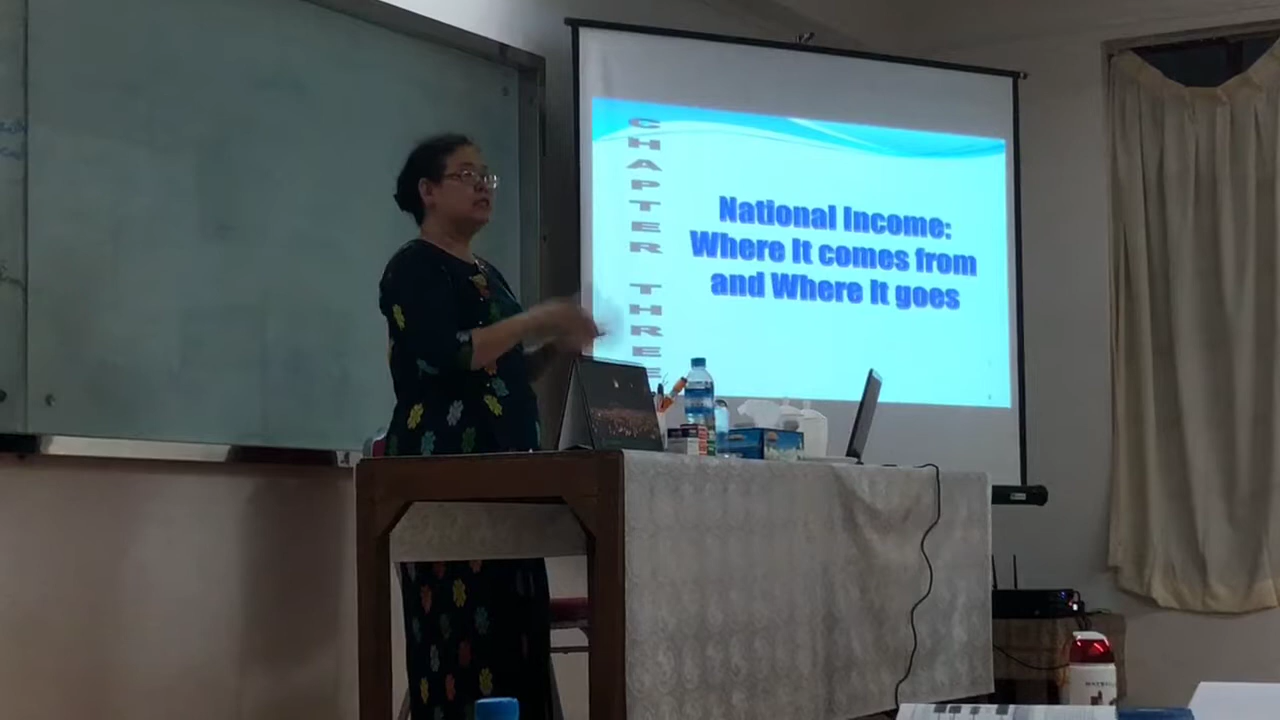 CHAPTER THREE
National Income:
Where It comes from
and Where It goes